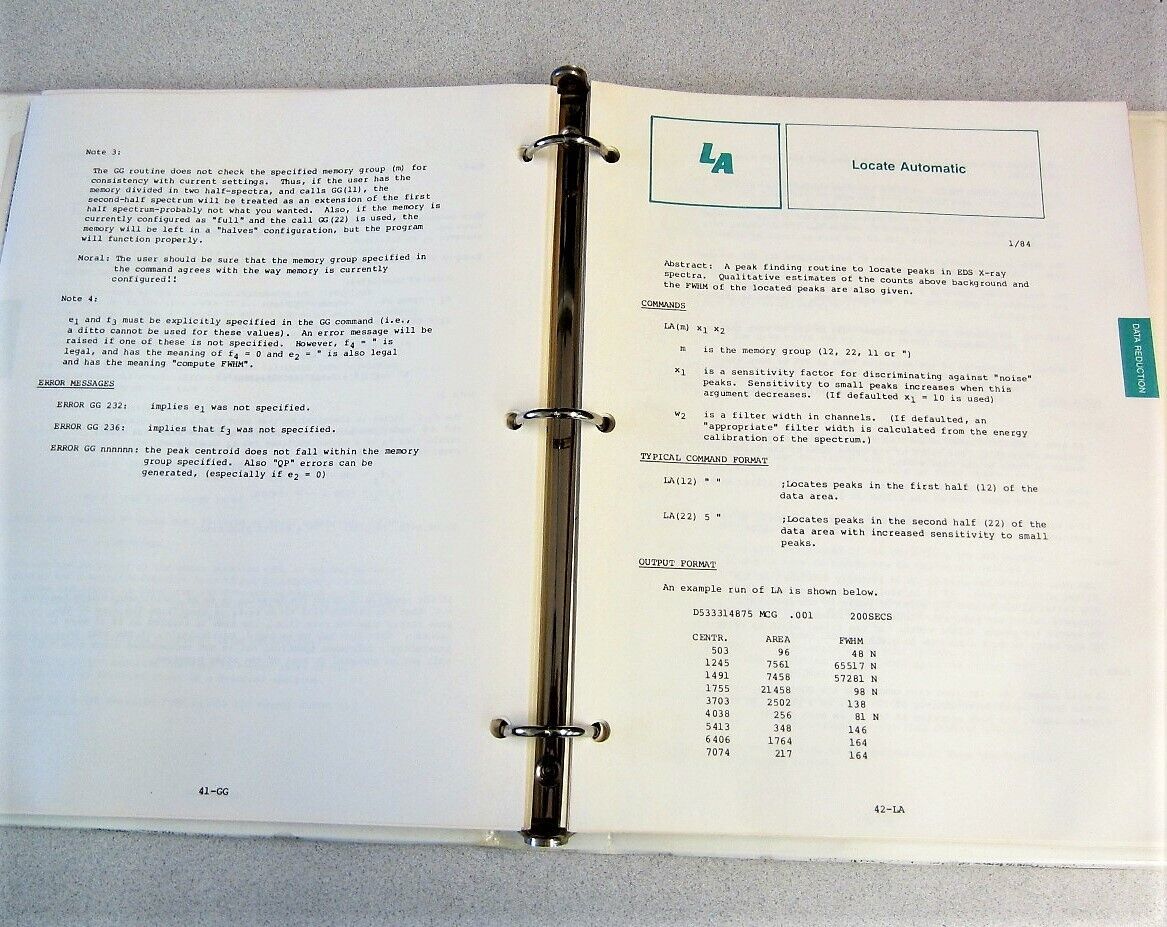 Note 3:
The GG routine does not check the specified memory group (m) for
consistency with current settings. Thus, if the user has the
memory divided in two half-spectra, and calls GG(11), the
second-half spectrum will be treated as an extension of the first
half spectrum-probably not what you wanted. Also, if the memory is
currently configured as "full" and the call GG(22) is used, the
memory will be left in a "halves" configuration, but the program
will function properly.
Moral: The user should be sure that the memory group specified in
the command agrees with the way memory is currently
configured!!
Note 4:
e1 and f3 must be explicitly specified in the GG command (i.e.,
a ditto cannot be used for these values). An error message will be
raised if one of these is not specified. However, f4 = " is
legal, and has the meaning of f4 = 0 and e2 = " is also legal
and has the meaning "compute FWHM".
ERROR MESSAGES
ERROR GG 232: implies e1 was not specified.
ERROR GG 236: implies that f3 was not specified.
ERROR GG nnnnnn: the peak centroid does not fall within the memory
group specified. Also "QP" errors can be
generated, (especially if e2 = 0)
41-GG
LA
Locate Automatic
1/84
Abstract: A peak finding routine to locate peaks in EDS X-ray
spectra. Qualitative estimates of the counts above background and
the FWHM of the located peaks are also given.
COMMANDS
LA(m) x1 x2
m is the memory group (12, 22, 11 or ")
x1 is a sensitivity factor for discriminating against "noise"
peaks. Sensitivity to small peaks increases when this
argument decreases. (If defaulted x1 = 10 is used)
w2 is a filter width in channels. (If defaulted, an
"appropriate" filter width is calculated from the energy
calibration of the spectrum.)
TYPICAL COMMAND FORMAT
LA(12) " " ;Locates peaks in the first half (12) of the
data area.
LA(22) 5 " ;Locates peaks in the second half (22) of the
data area with increased sensitivity to small
peaks.
OUTPUT FORMAT
An example run of LA is shown below.
D533314875 MCG .001 200SECS
CENTR. AREA FWHM
503 96 48 N
1245 7561 65517 N
1491 7458 57281 N
1755 21458 98 N
3703 2502 138
4038 256 81 N
5413 348 146
6406 1764 164
7074 217 164
42-LA
DATA REDUCTION